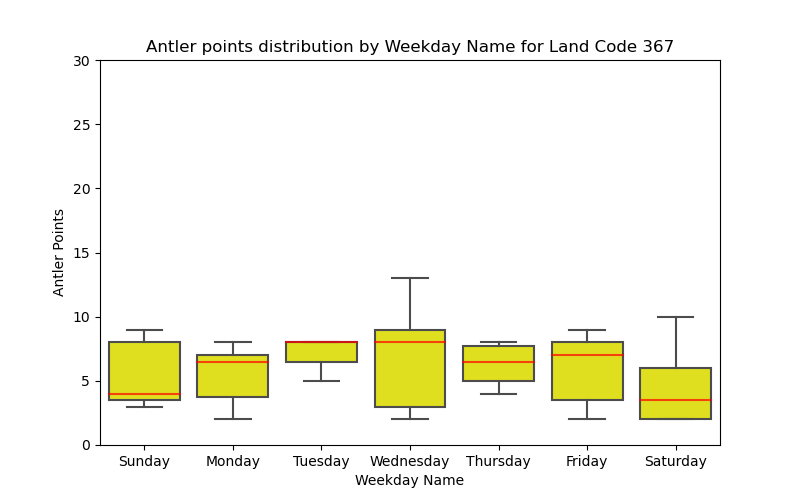 Antler points distribution by Weekday Name for Land Code 367
30
25
20
15
10
5
0
Antler Points
Sunday Monday Tuesday Wednesday Thursday Friday Saturday
Weekday Name